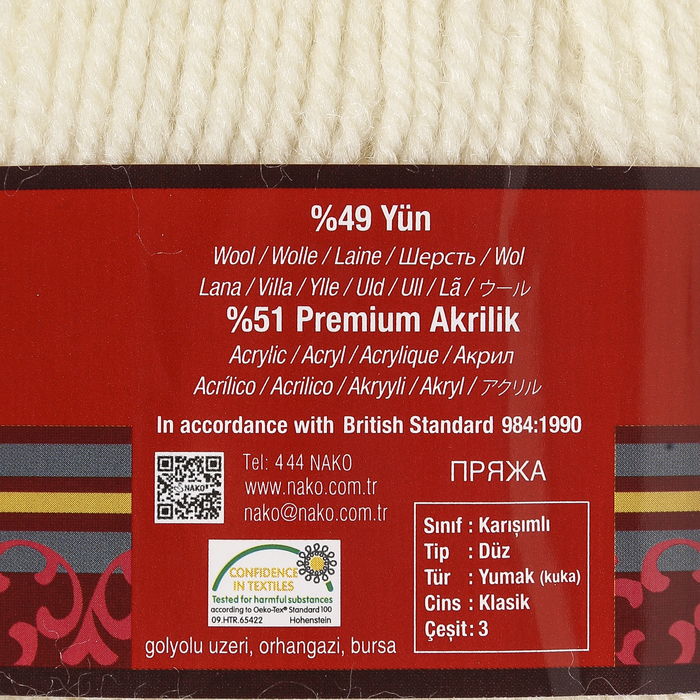 %49 Yün
Wool / Wolle / Laine / Шерсть / Wol
Lana / Villa / Ylle / Uld / Ull / Lã / ウール
%51 Premium Akrilik
Acrylic / Acryl / Acrylique / Акрил
Acrílico / Acrilico / Akryyli / Akryl / アクリル
In accordance with British Standard 984:1990
NAKO
Tel: 4 44 NAKO
www.nako.com.tr
nako@nako.com.tr
ПРЯЖА
CONFIDENCE
IN TEXTILES
Tested for harmful substances
according to Oeko-Tex® Standard 100
09.HTR.65422 Hohenstein
Sınıf : Karışımlı
Tip : Düz
Tür : Yumak (kuka)
Cins : Klasik
Çeşit : 3
golyolu uzeri, orhangazi, bursa